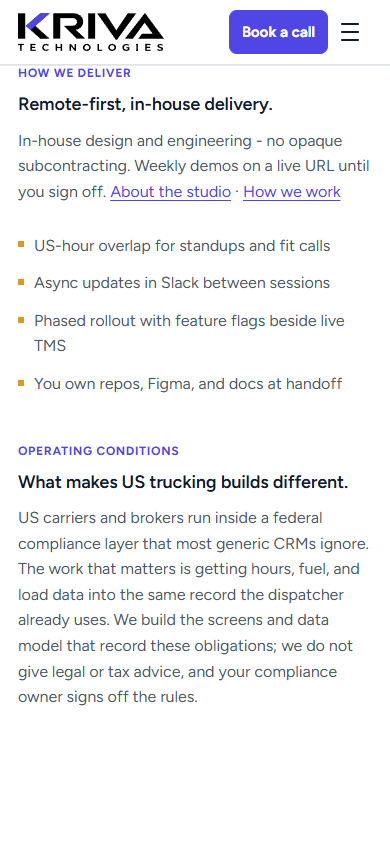 KRIVA
TECHNOLOGIES
Book a call
HOW WE DELIVER
Remote-first, in-house delivery.
In-house design and engineering - no opaque
subcontracting. Weekly demos on a live URL until
you sign off. About the studio · How we work
US-hour overlap for standups and fit calls
Async updates in Slack between sessions
Phased rollout with feature flags beside live
TMS
You own repos, Figma, and docs at handoff
OPERATING CONDITIONS
What makes US trucking builds different.
US carriers and brokers run inside a federal
compliance layer that most generic CRMs ignore.
The work that matters is getting hours, fuel, and
load data into the same record the dispatcher
already uses. We build the screens and data
model that record these obligations; we do not
give legal or tax advice, and your compliance
owner signs off the rules.